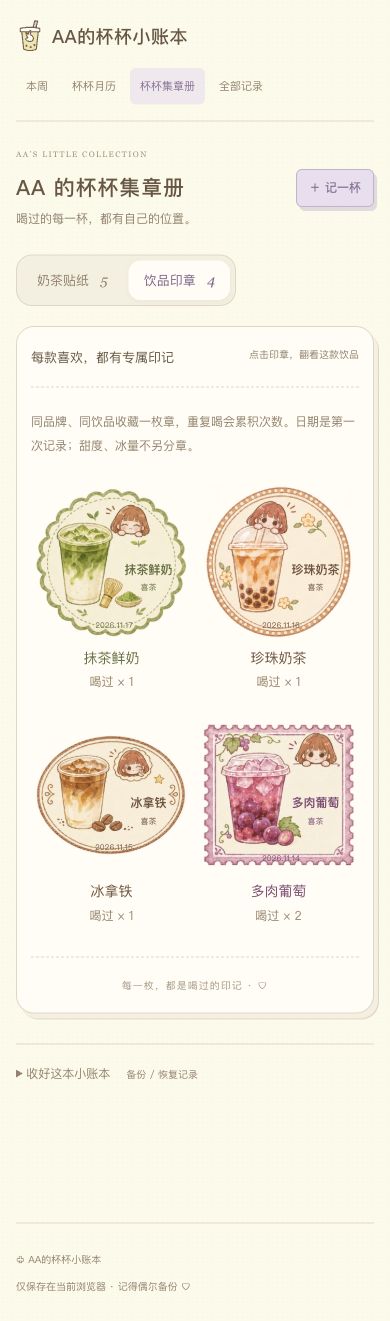 AA的杯杯小账本
本周 杯杯月历 杯杯集章册 全部记录
AA'S LITTLE COLLECTION
AA 的杯杯集章册
+ 记一杯
喝过的每一杯，都有自己的位置。
奶茶贴纸 5 饮品印章 4
每款喜欢，都有专属印记
点击印章，翻看这款饮品
同品牌、同饮品收藏一枚章，重复喝会累积次数。日期是第一
次记录；甜度、冰量不另分章。
抹茶鲜奶
喜茶
2026.11.17
珍珠奶茶
喜茶
2026.11.16
抹茶鲜奶
喝过 × 1
珍珠奶茶
喝过 × 1
冰拿铁
喜茶
2026.11.15
多肉葡萄
喜茶
2026.11.14
冰拿铁
喝过 × 1
多肉葡萄
喝过 × 2
每一枚，都是喝过的印记 · ♡
▶ 收好这本小账本 备份 / 恢复记录
AA的杯杯小账本
仅保存在当前浏览器 · 记得偶尔备份 ♡